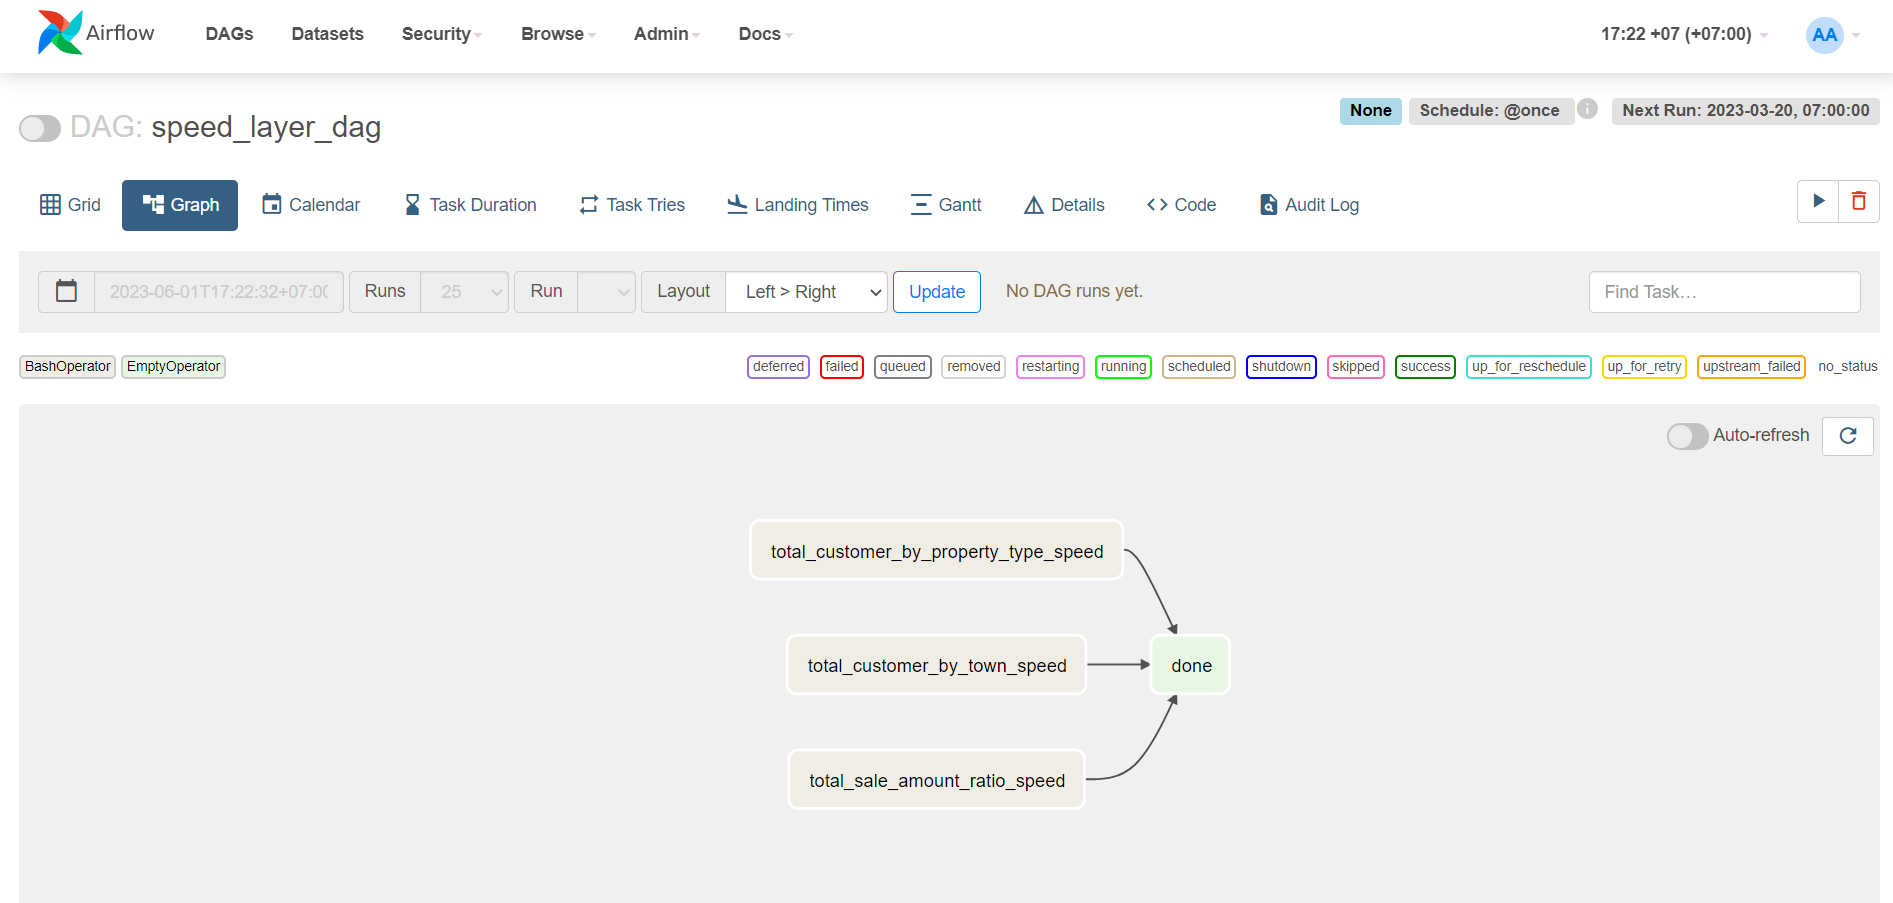 Airflow DAGs Datasets Security Browse Admin Docs 17:22 +07 (+07:00) AA
None Schedule: @once i Next Run: 2023-03-20, 07:00:00
DAG: speed_layer_dag
Grid Graph Calendar Task Duration Task Tries Landing Times Gantt Details Code Audit Log
2023-06-01T17:22:32+07:00 Runs 25 Run Layout Left > Right Update No DAG runs yet. Find Task…
BashOperator EmptyOperator deferred failed queued removed restarting running scheduled shutdown skipped success up_for_reschedule up_for_retry upstream_failed no_status
Auto-refresh
total_customer_by_property_type_speed
total_customer_by_town_speed done
total_sale_amount_ratio_speed